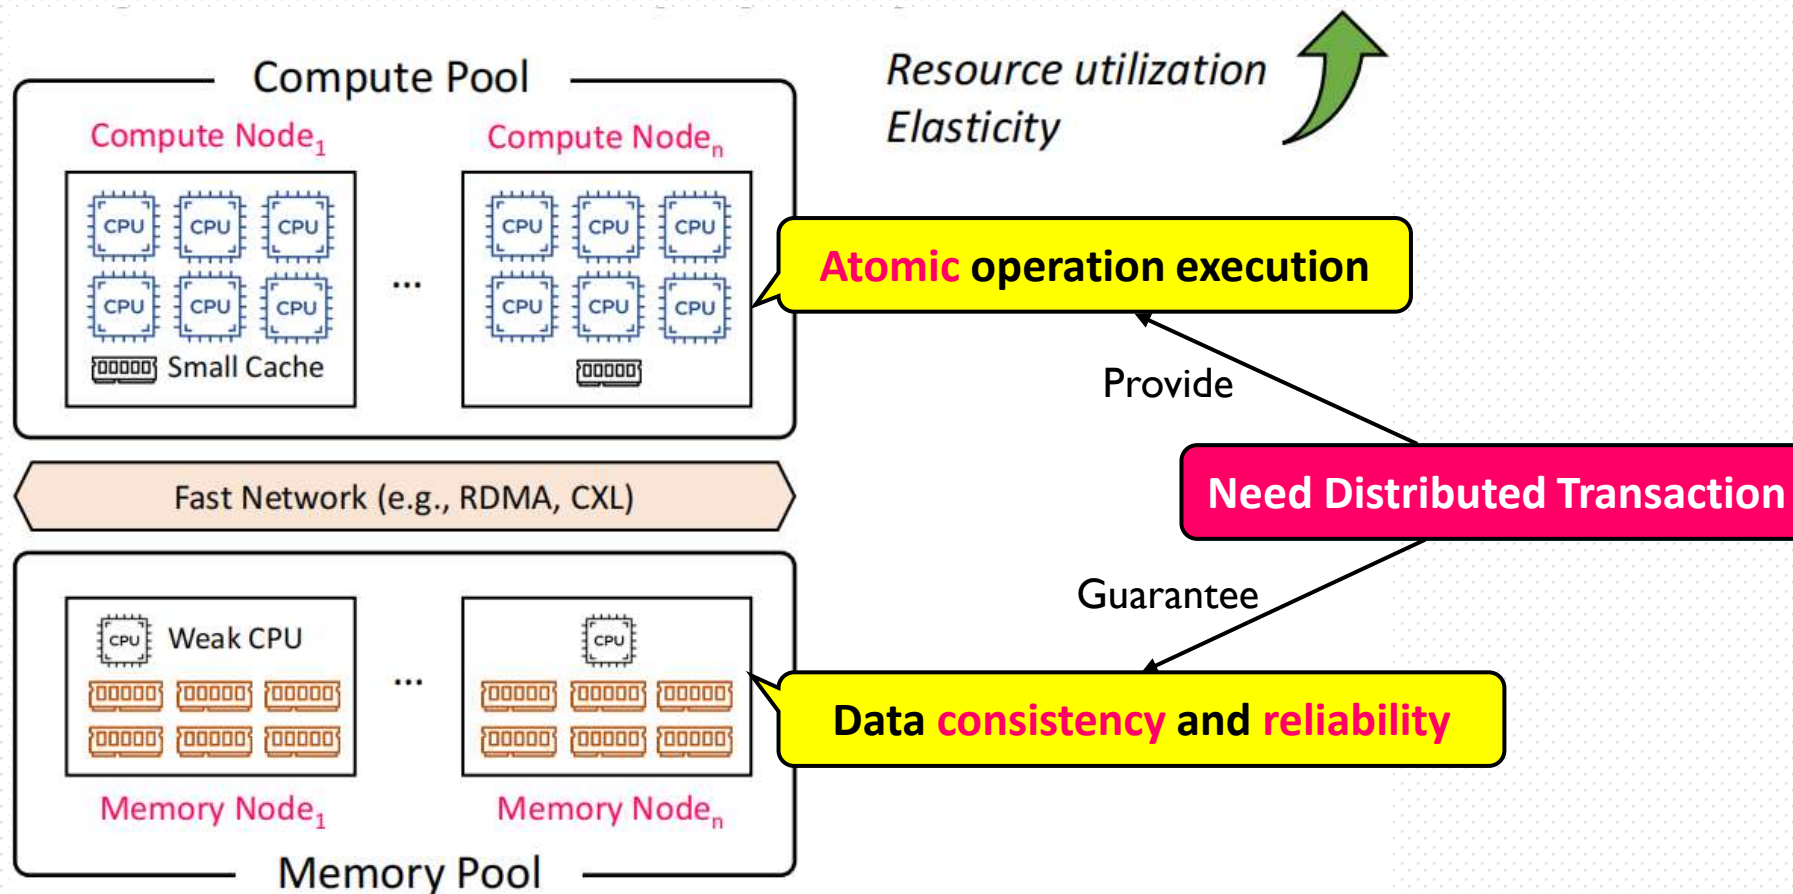 Compute Pool
Resource utilization
Elasticity
Compute Node1
Compute Noden
CPU CPU CPU
CPU CPU CPU
CPU CPU CPU
CPU CPU CPU
...
Small Cache
Atomic operation execution
Provide
Fast Network (e.g., RDMA, CXL)
Need Distributed Transaction
Guarantee
CPU
Weak CPU
...
CPU
Data consistency and reliability
Memory Node1
Memory Noden
Memory Pool